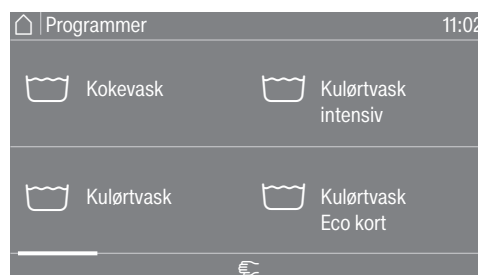 Programmer
11:02
Kokevask
Kulørtvask
intensiv
Kulørtvask
Kulørtvask
Eco kort